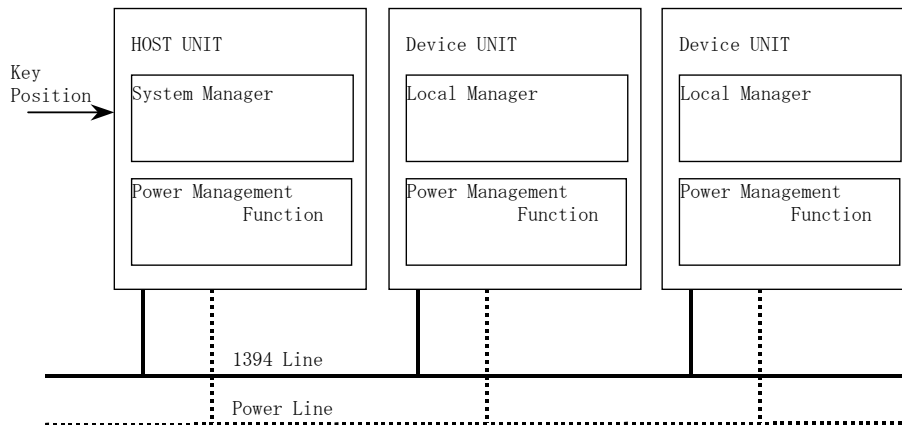 HOST UNIT
Device UNIT
Device UNIT
Key
Position
System Manager
Local Manager
Local Manager
Power Management
Function
Power Management
Function
Power Management
Function
1394 Line
Power Line